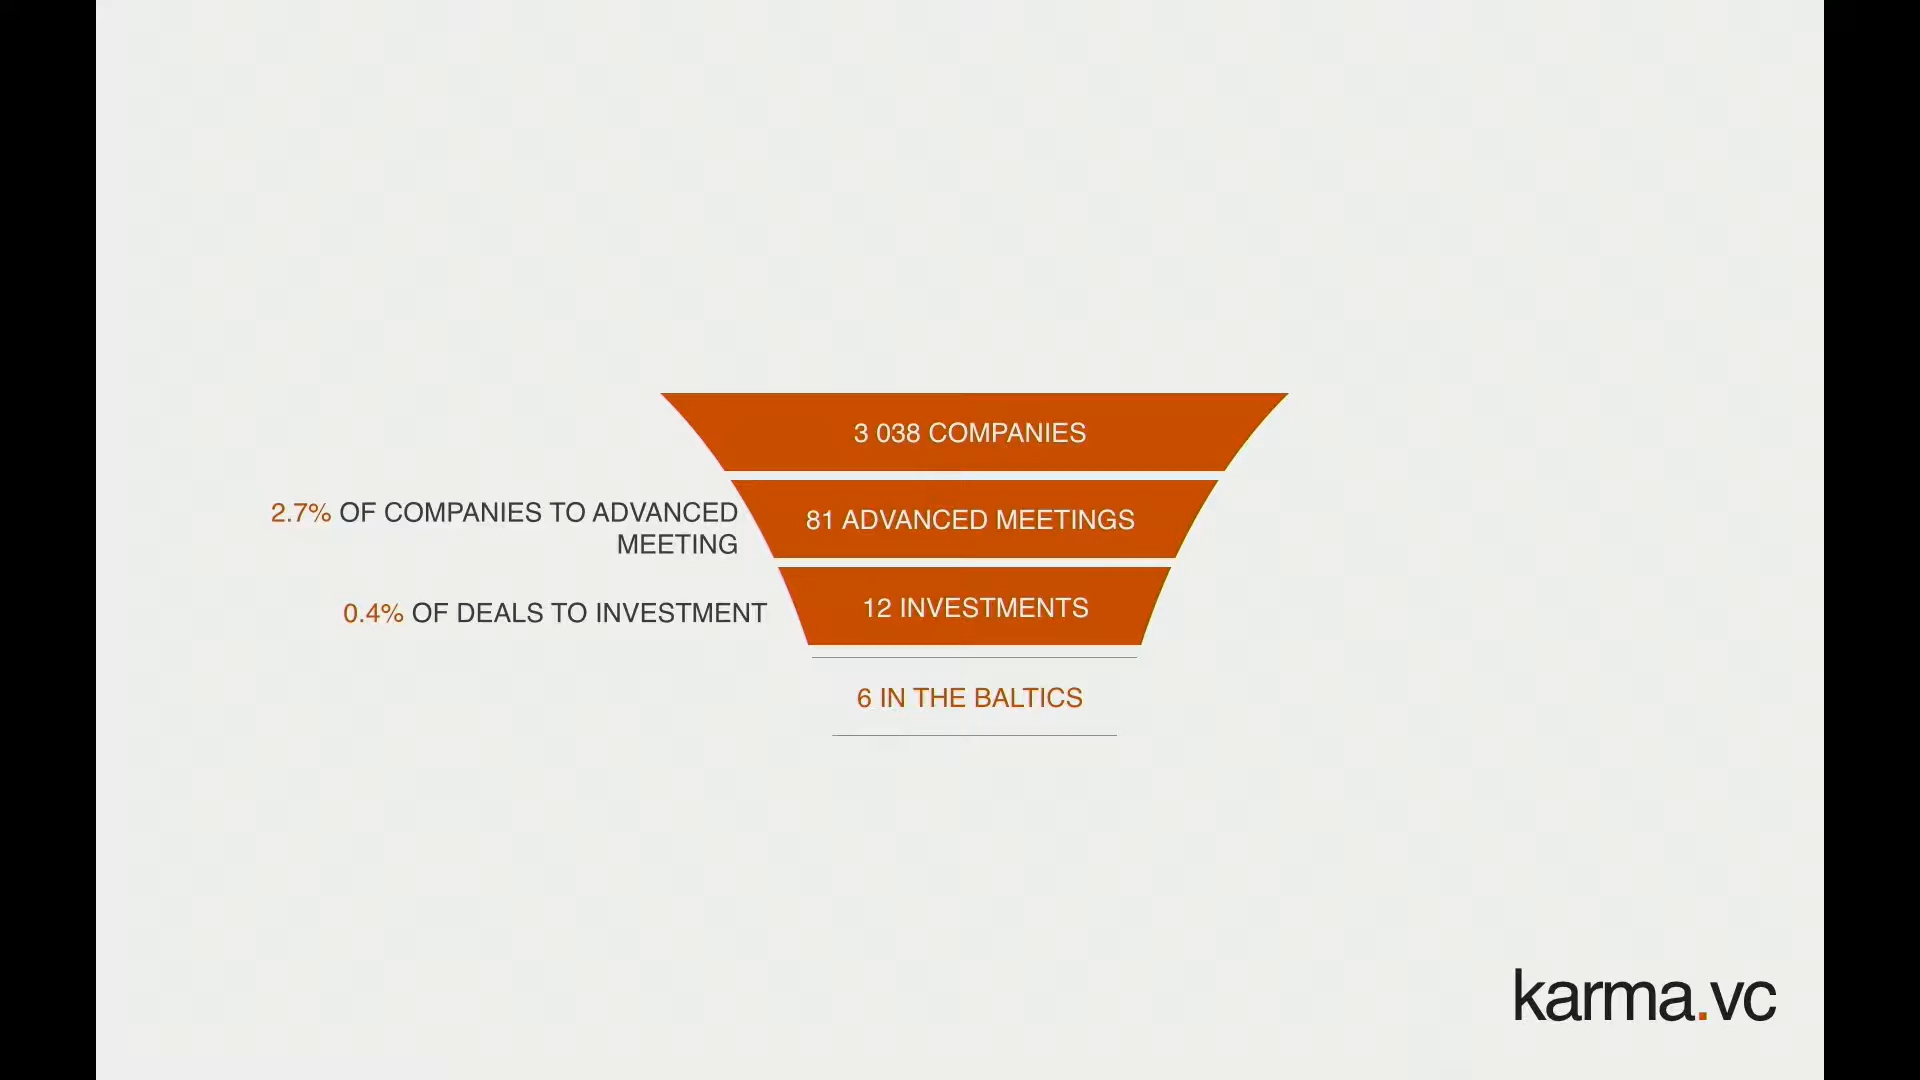 3 038 COMPANIES
2.7% OF COMPANIES TO ADVANCED
MEETING
81 ADVANCED MEETINGS
0.4% OF DEALS TO INVESTMENT
12 INVESTMENTS
6 IN THE BALTICS
karma.vc